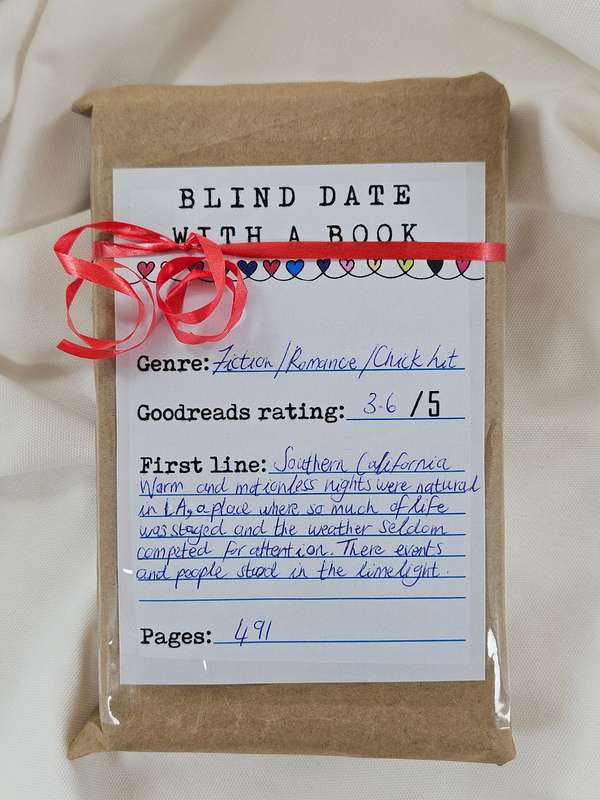 BLIND DATE
WITH A BOOK
Genre: Fiction/Romance/Chick hit
Goodreads rating: 3.6 /5
First line: Southern California
Warm and motionless nights were natural
in LA, a place where so much of life
was staged and the weather seldom
competed for attention. There events
and people stood in the limelight.
Pages: 491